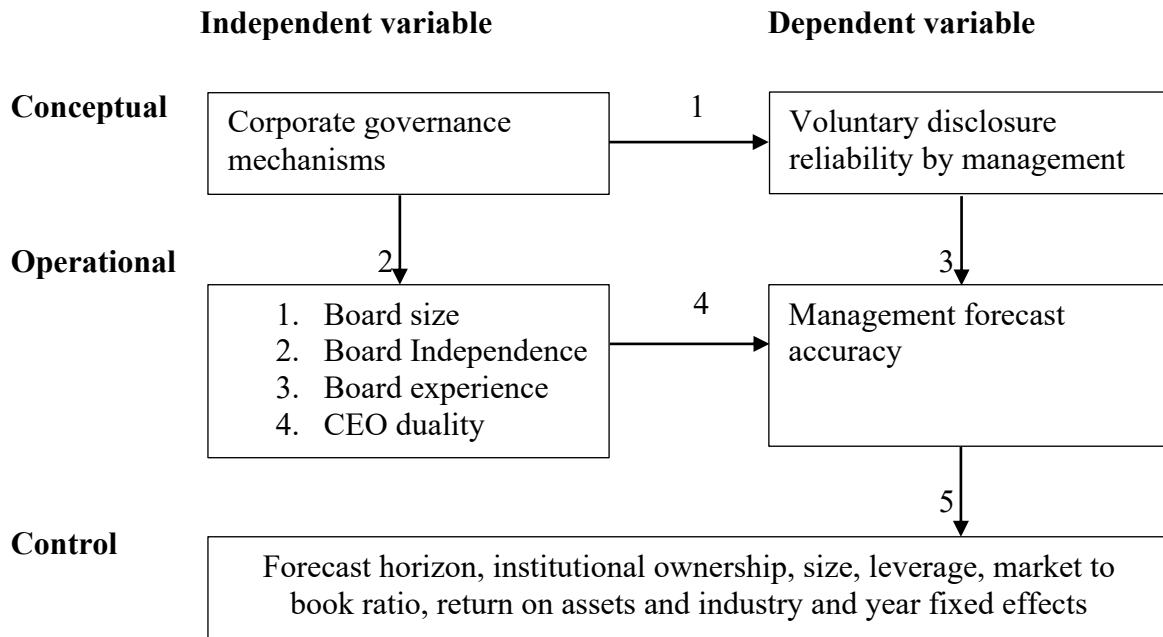 Independent variable
Dependent variable
Conceptual
Corporate governance
mechanisms
1
Voluntary disclosure
reliability by management
Operational
2
3
1. Board size
2. Board Independence
3. Board experience
4. CEO duality
4
Management forecast
accuracy
5
Control
Forecast horizon, institutional ownership, size, leverage, market to
book ratio, return on assets and industry and year fixed effects